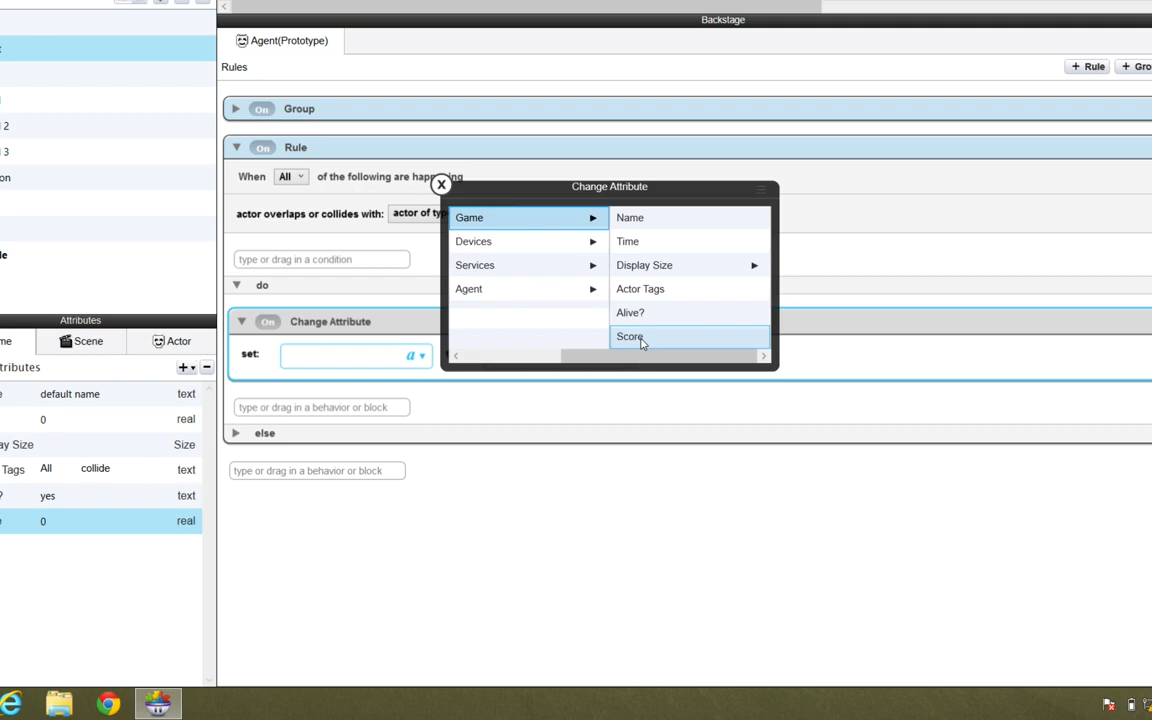 Backstage
Agent(Prototype)
Rules
+ Rule
+ Gro
On Group
On Rule
When All of the following are happening
actor overlaps or collides with: actor of typ
type or drag in a condition
do
On Change Attribute
set: a
type or drag in a behavior or block
else
type or drag in a behavior or block
X Change Attribute
Game
Devices
Services
Agent
Name
Time
Display Size
Actor Tags
Alive?
Score
2
3
on
le
Attributes
me
Scene
Actor
ttributes
e default name text
0 real
ay Size Size
Tags All collide text
? yes text
e 0 real